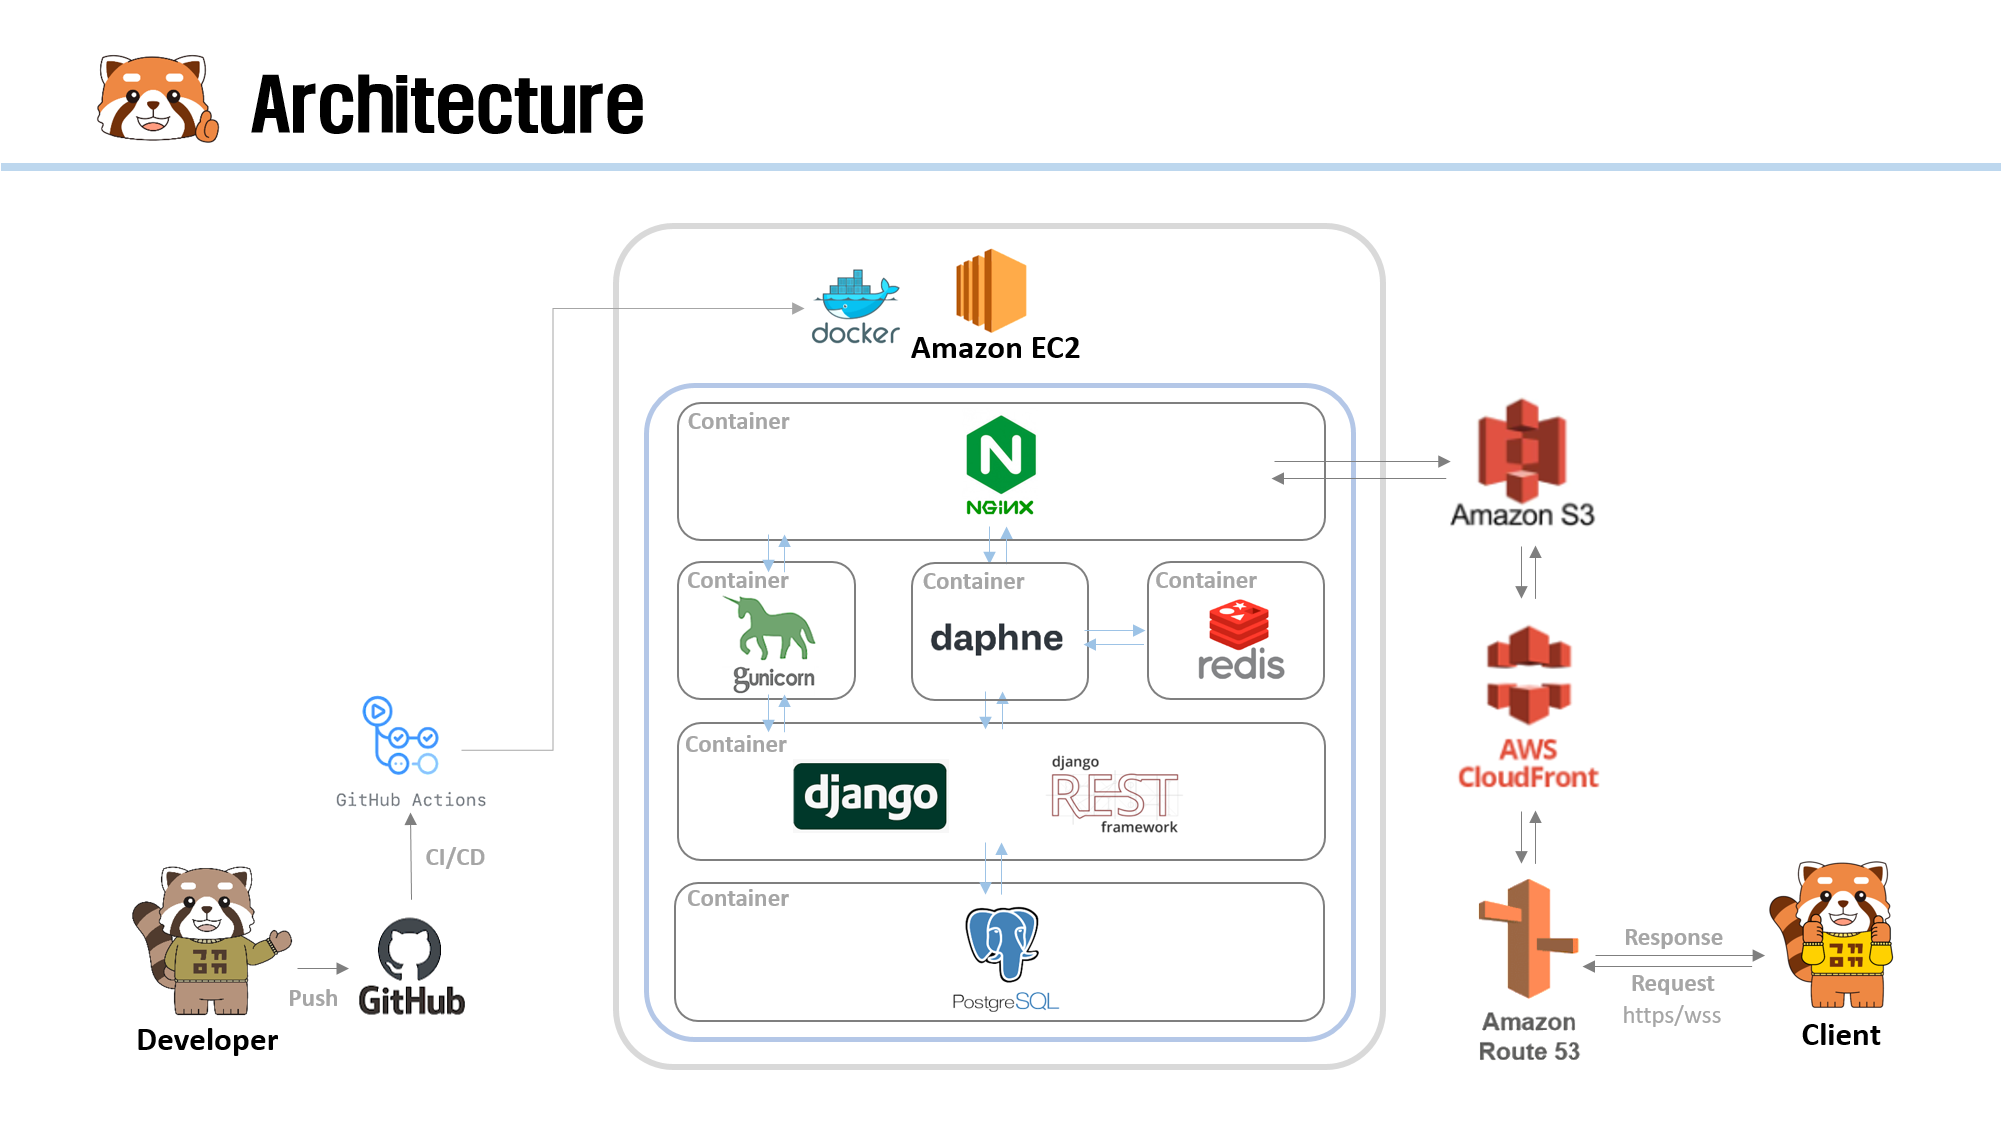 Architecture
docker
Amazon EC2
Container
NGINX
Amazon S3
Container
gunicorn
Container
daphne
Container
redis
AWS
CloudFront
GitHub Actions
CI/CD
Container
django
django
REST
framework
Container
PostgreSQL
ㄲㄲ
ㅁㄲ
Push
GitHub
Developer
Amazon
Route 53
Response
Request
https/wss
Client